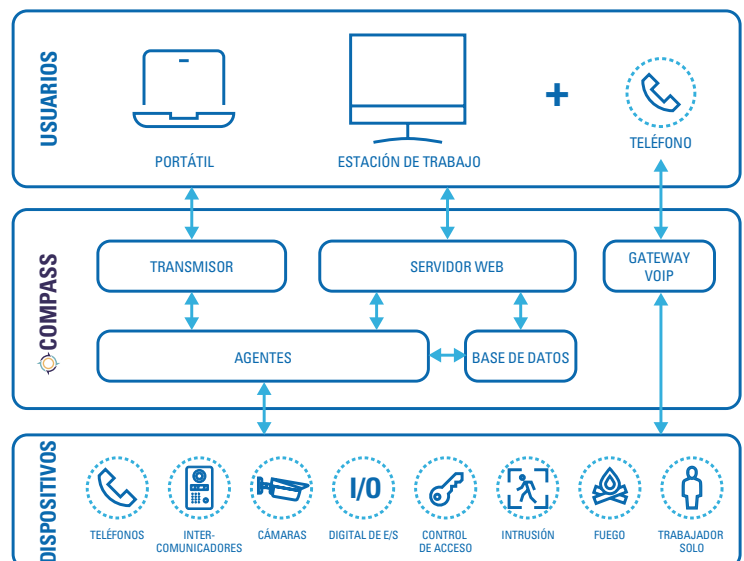 USUARIOS
PORTÁTIL
ESTACIÓN DE TRABAJO
+
TELÉFONO
COMPASS
TRANSMISOR
SERVIDOR WEB
GATEWAY
VOIP
AGENTES
BASE DE DATOS
DISPOSITIVOS
I/O
TELÉFONOS
INTER-
COMUNICADORES
CÁMARAS
DIGITAL DE E/S
CONTROL
DE ACCESO
INTRUSIÓN
FUEGO
TRABAJADOR
SOLO